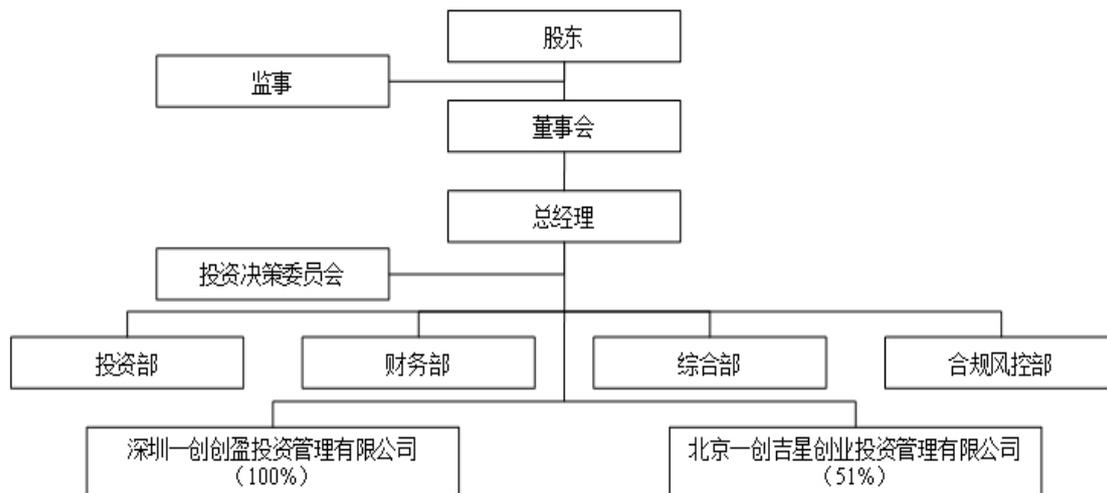 股东
监事
董事会
总经理
投资决策委员会
投资部
财务部
综合部
合规风控部
深圳一创创盈投资管理有限公司
（100%）
北京一创吉星创业投资管理有限公司
（51%）